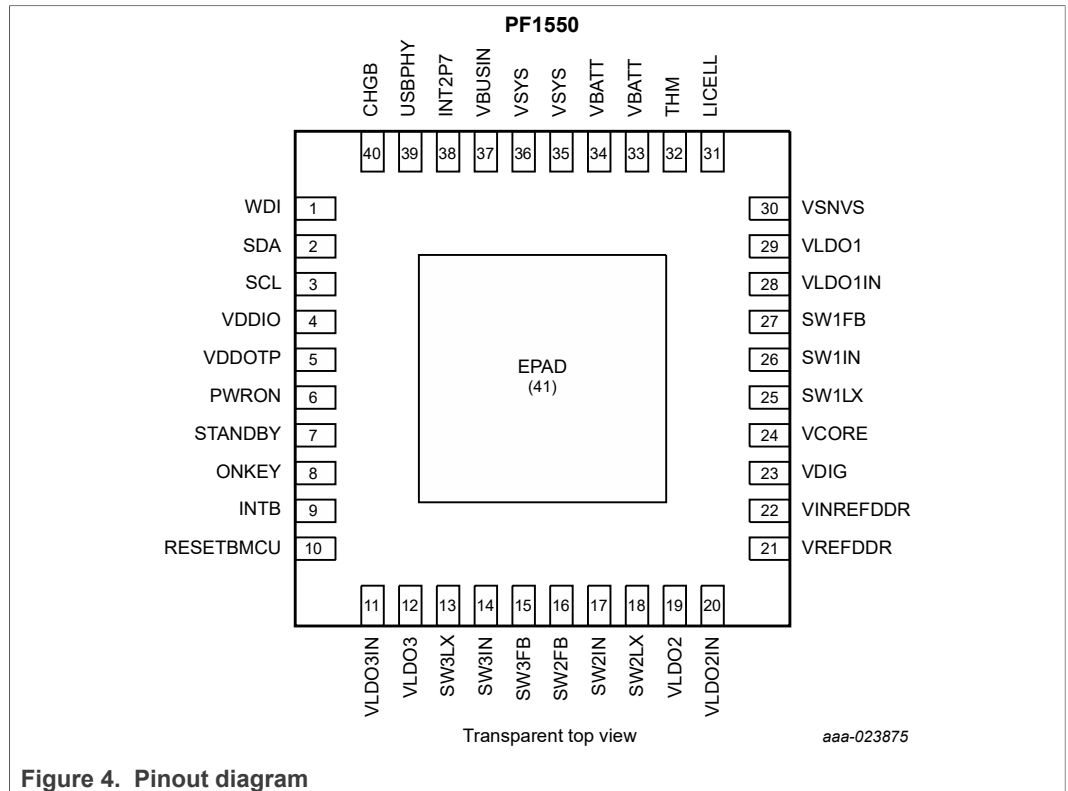 PF1550
CHGB
USBPHY
INT2P7
VBUSIN
VSYS
VSYS
VBATT
VBATT
THM
LICELL
40 39 38 37 36 35 34 33 32 31
WDI 1
SDA 2
SCL 3
VDDIO 4
VDDOTP 5
PWRON 6
STANDBY 7
ONKEY 8
INTB 9
RESETBMCU 10
EPAD
(41)
30 VSNVS
29 VLDO1
28 VLDO1IN
27 SW1FB
26 SW1IN
25 SW1LX
24 VCORE
23 VDIG
22 VINREFDDR
21 VREFDDR
11 12 13 14 15 16 17 18 19 20
VLDO3IN
VLDO3
SW3LX
SW3IN
SW3FB
SW2FB
SW2IN
SW2LX
VLDO2
VLDO2IN
Transparent top view
aaa-023875
Figure 4. Pinout diagram